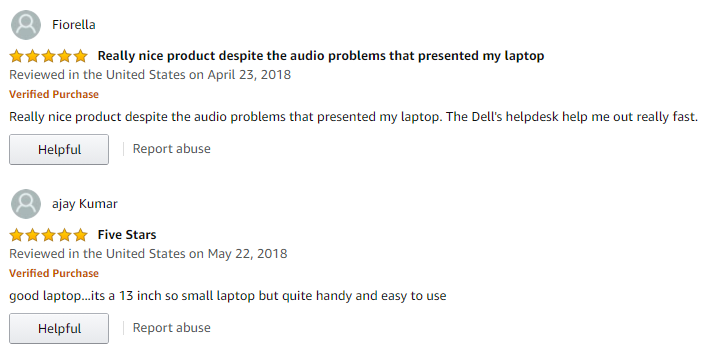 Fiorella
Really nice product despite the audio problems that presented my laptop
Reviewed in the United States on April 23, 2018
Verified Purchase
Really nice product despite the audio problems that presented my laptop. The Dell's helpdesk help me out really fast.
Helpful
Report abuse
ajay Kumar
Five Stars
Reviewed in the United States on May 22, 2018
Verified Purchase
good laptop...its a 13 inch so small laptop but quite handy and easy to use
Helpful
Report abuse